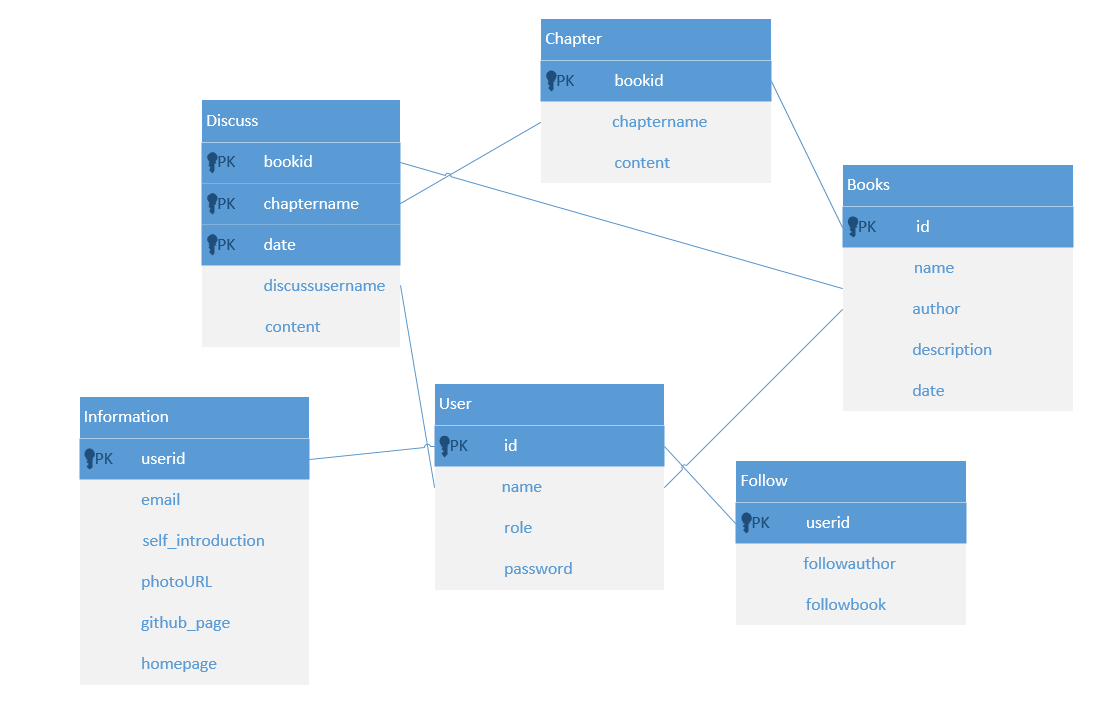 Chapter
PK bookid
chaptername
content
Discuss
PK bookid
PK chaptername
PK date
discussusername
content
Books
PK id
name
author
description
date
Information
PK userid
email
self_introduction
photoURL
github_page
homepage
User
PK id
name
role
password
Follow
PK userid
followauthor
followbook